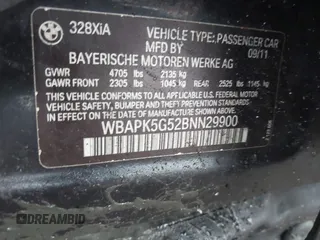 328XiA
VEHICLE TYPE: PASSENGER CAR
MFD BY 09/11
BAYERISCHE MOTOREN WERKE AG
GVWR 4705 lbs 2135 kg
GAWR FRONT 2305 lbs 1045 kg REAR 2525 lbs 1145 kg
THIS VEHICLE CONFORMS TO ALL APPLICABLE U.S. FEDERAL MOTOR
VEHICLE SAFETY, BUMPER, AND THEFT PREVENTION STANDARDS IN
EFFECT ON THE DATE OF MANUFACTURE SHOWN ABOVE
WBAPK5G52BNN29900
DREAMBID